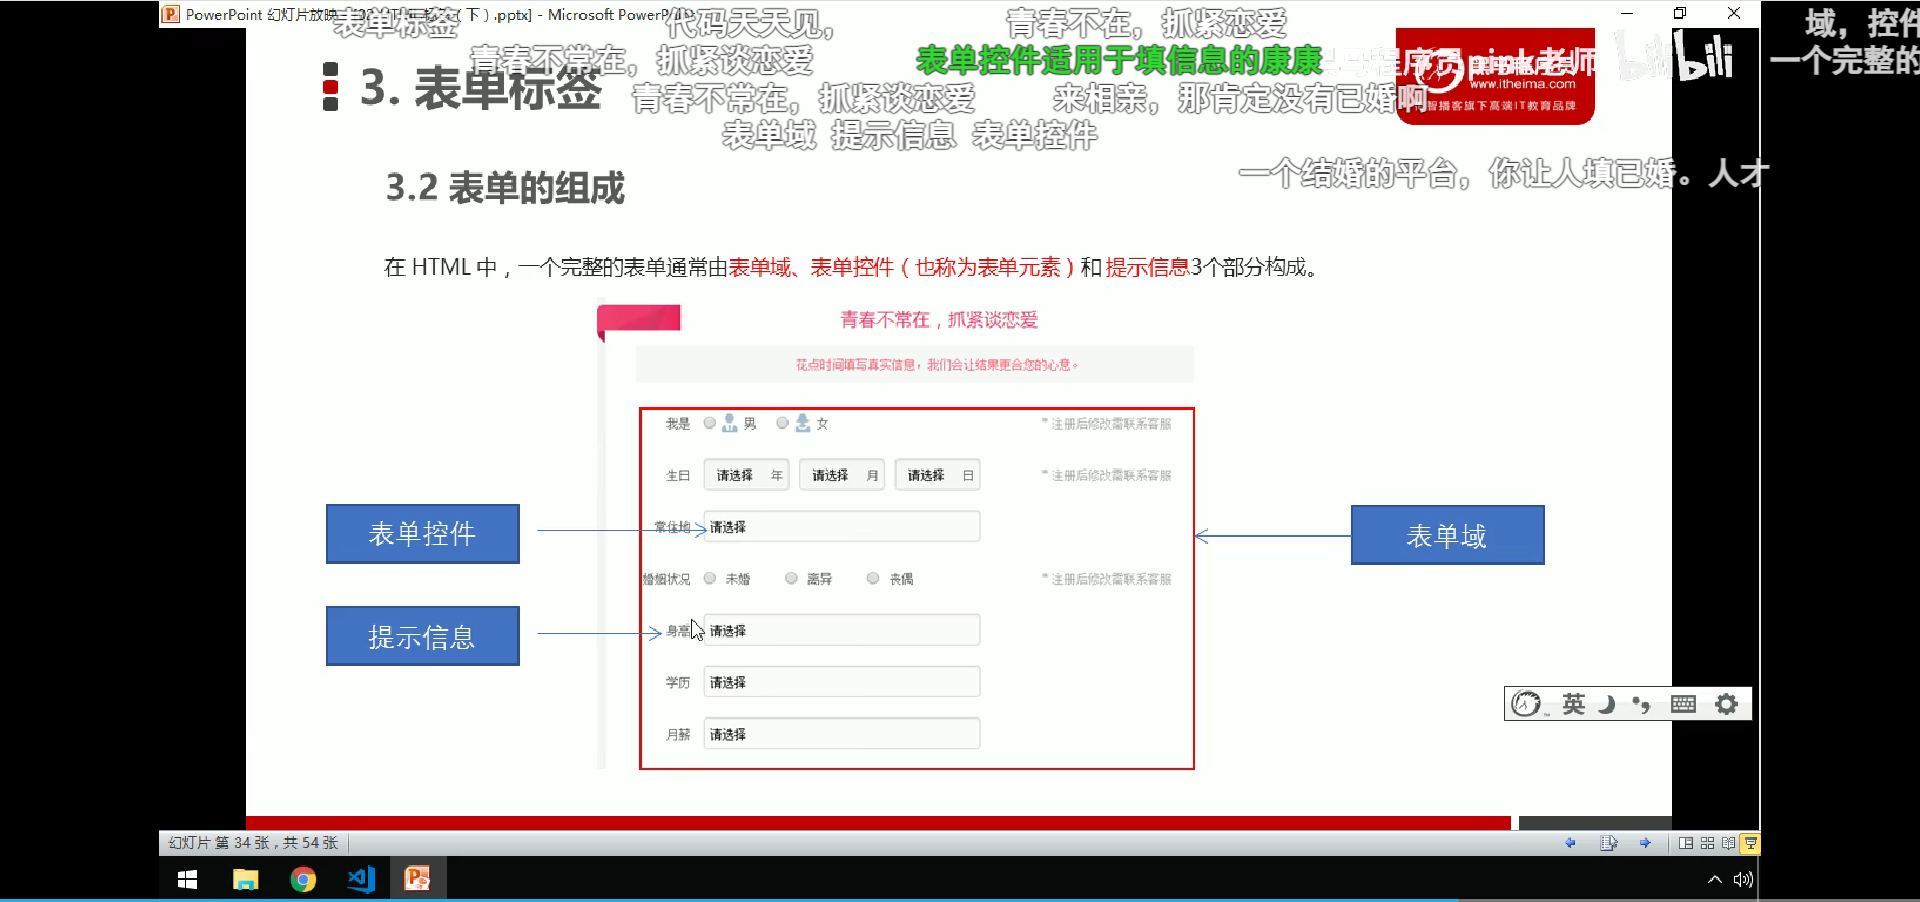 PowerPoint 幻灯片放映
（下）.pptx] - Microsoft PowerPoint
表单标签
代码天天见，
青春不在，抓紧恋爱
域，控件
青春不常在，抓紧谈恋爱
表单控件适用于填信息的康康
程序员pink老师
bilibili
一个完整的
www.itheima.com
3. 表单标签
青春不常在，抓紧谈恋爱
来相亲，那肯定没有已婚啊
智播客旗下高端IT教育品牌
表单域 提示信息 表单控件
一个结婚的平台，你让人填已婚。人才
3.2 表单的组成
在 HTML 中，一个完整的表单通常由表单域、表单控件（也称为表单元素）和 提示信息3个部分构成。
青春不常在，抓紧谈恋爱
花点时间填写真实信息，我们会让结果更合您的心意。
我是 男 女 * 注册后修改需联系客服
生日 请选择 年 请选择 月 请选择 日 * 注册后修改需联系客服
常住地 请选择
婚姻状况 未婚 离异 丧偶 * 注册后修改需联系客服
身高 请选择
学历 请选择
月薪 请选择
表单控件
提示信息
表单域
英
幻灯片 第 34 张，共 54 张